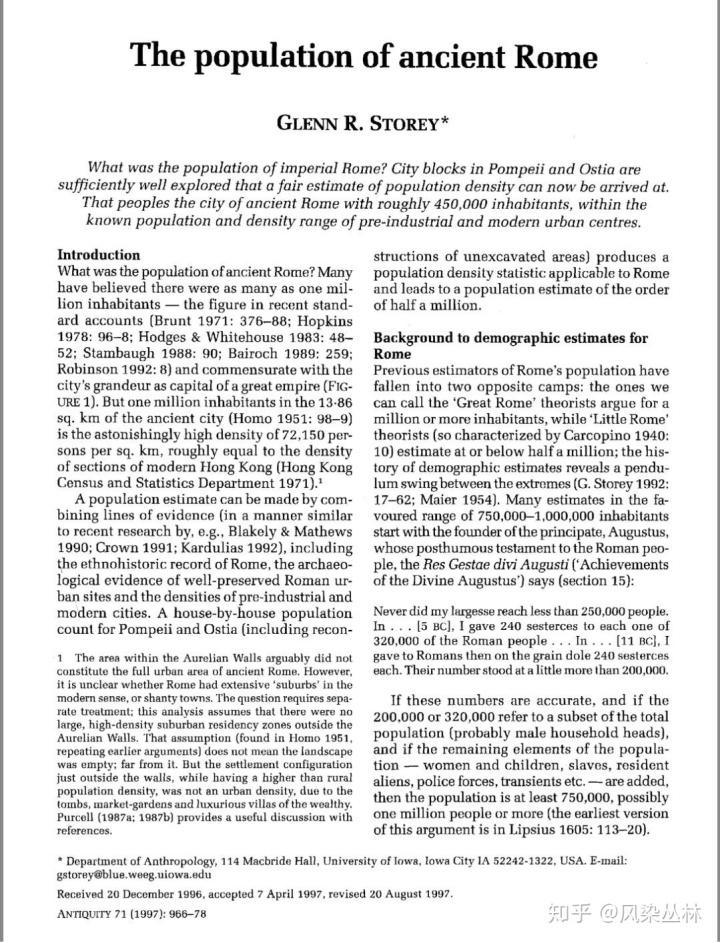 The population of ancient Rome
GLENN R. STOREY*
What was the population of imperial Rome? City blocks in Pompeii and Ostia are
sufficiently well explored that a fair estimate of population density can now be arrived at.
That peoples the city of ancient Rome with roughly 450,000 inhabitants, within the
known population and density range of pre-industrial and modern urban centres.
Introduction
What was the population of ancient Rome? Many
have believed there were as many as one mil-
lion inhabitants — the figure in recent stand-
ard accounts (Brunt 1971: 376–88; Hopkins
1978: 96–8; Hodges & Whitehouse 1983: 48–
52; Stambaugh 1988: 90; Bairoch 1989: 259;
Robinson 1992: 8) and commensurate with the
city's grandeur as capital of a great empire (FIG-
URE 1). But one million inhabitants in the 13·86
sq. km of the ancient city (Homo 1951: 98–9)
is the astonishingly high density of 72,150 per-
sons per sq. km, roughly equal to the density
of sections of modern Hong Kong (Hong Kong
Census and Statistics Department 1971).¹
A population estimate can be made by com-
bining lines of evidence (in a manner similar
to recent research by, e.g., Blakely & Mathews
1990; Crown 1991; Kardulias 1992), including
the ethnohistoric record of Rome, the archaeo-
logical evidence of well-preserved Roman ur-
ban sites and the densities of pre-industrial and
modern cities. A house-by-house population
count for Pompeii and Ostia (including recon-
1 The area within the Aurelian Walls arguably did not
constitute the full urban area of ancient Rome. However,
it is unclear whether Rome had extensive 'suburbs' in the
modern sense, or shanty towns. The question requires sepa-
rate treatment; this analysis assumes that there were no
large, high-density suburban residency zones outside the
Aurelian Walls. That assumption (found in Homo 1951,
repeating earlier arguments) does not mean the landscape
was empty; far from it. But the settlement configuration
just outside the walls, while having a higher than rural
population density, was not an urban density, due to the
tombs, market-gardens and luxurious villas of the wealthy.
Purcell (1987a; 1987b) provides a useful discussion with
references.
structions of unexcavated areas) produces a
population density statistic applicable to Rome
and leads to a population estimate of the order
of half a million.
Background to demographic estimates for
Rome
Previous estimators of Rome's population have
fallen into two opposite camps: the ones we
can call the 'Great Rome' theorists argue for a
million or more inhabitants, while 'Little Rome'
theorists (so characterized by Carcopino 1940:
10) estimate at or below half a million; the his-
tory of demographic estimates reveals a pendu-
lum swing between the extremes (G. Storey 1992:
17–62; Maier 1954). Many estimates in the fa-
voured range of 750,000–1,000,000 inhabitants
start with the founder of the principate, Augustus,
whose posthumous testament to the Roman peo-
ple, the Res Gestae divi Augusti ('Achievements
of the Divine Augustus') says (section 15):
Never did my largesse reach less than 250,000 people.
In . . . [5 BC], I gave 240 sesterces to each one of
320,000 of the Roman people . . . In . . . [11 BC], I
gave to Romans then on the grain dole 240 sesterces
each. Their number stood at a little more than 200,000.
If these numbers are accurate, and if the
200,000 or 320,000 refer to a subset of the total
population (probably male household heads),
and if the remaining elements of the popula-
tion — women and children, slaves, resident
aliens, police forces, transients etc. — are added,
then the population is at least 750,000, possibly
one million people or more (the earliest version
of this argument is in Lipsius 1605: 113–20).
* Department of Anthropology, 114 Macbride Hall, University of Iowa, Iowa City IA 52242-1322, USA. E-mail:
gstorey@blue.weeg.uiowa.edu
Received 20 December 1996, accepted 7 April 1997, revised 20 August 1997.
ANTIQUITY 71 (1997): 966–78
知乎 @风染丛林